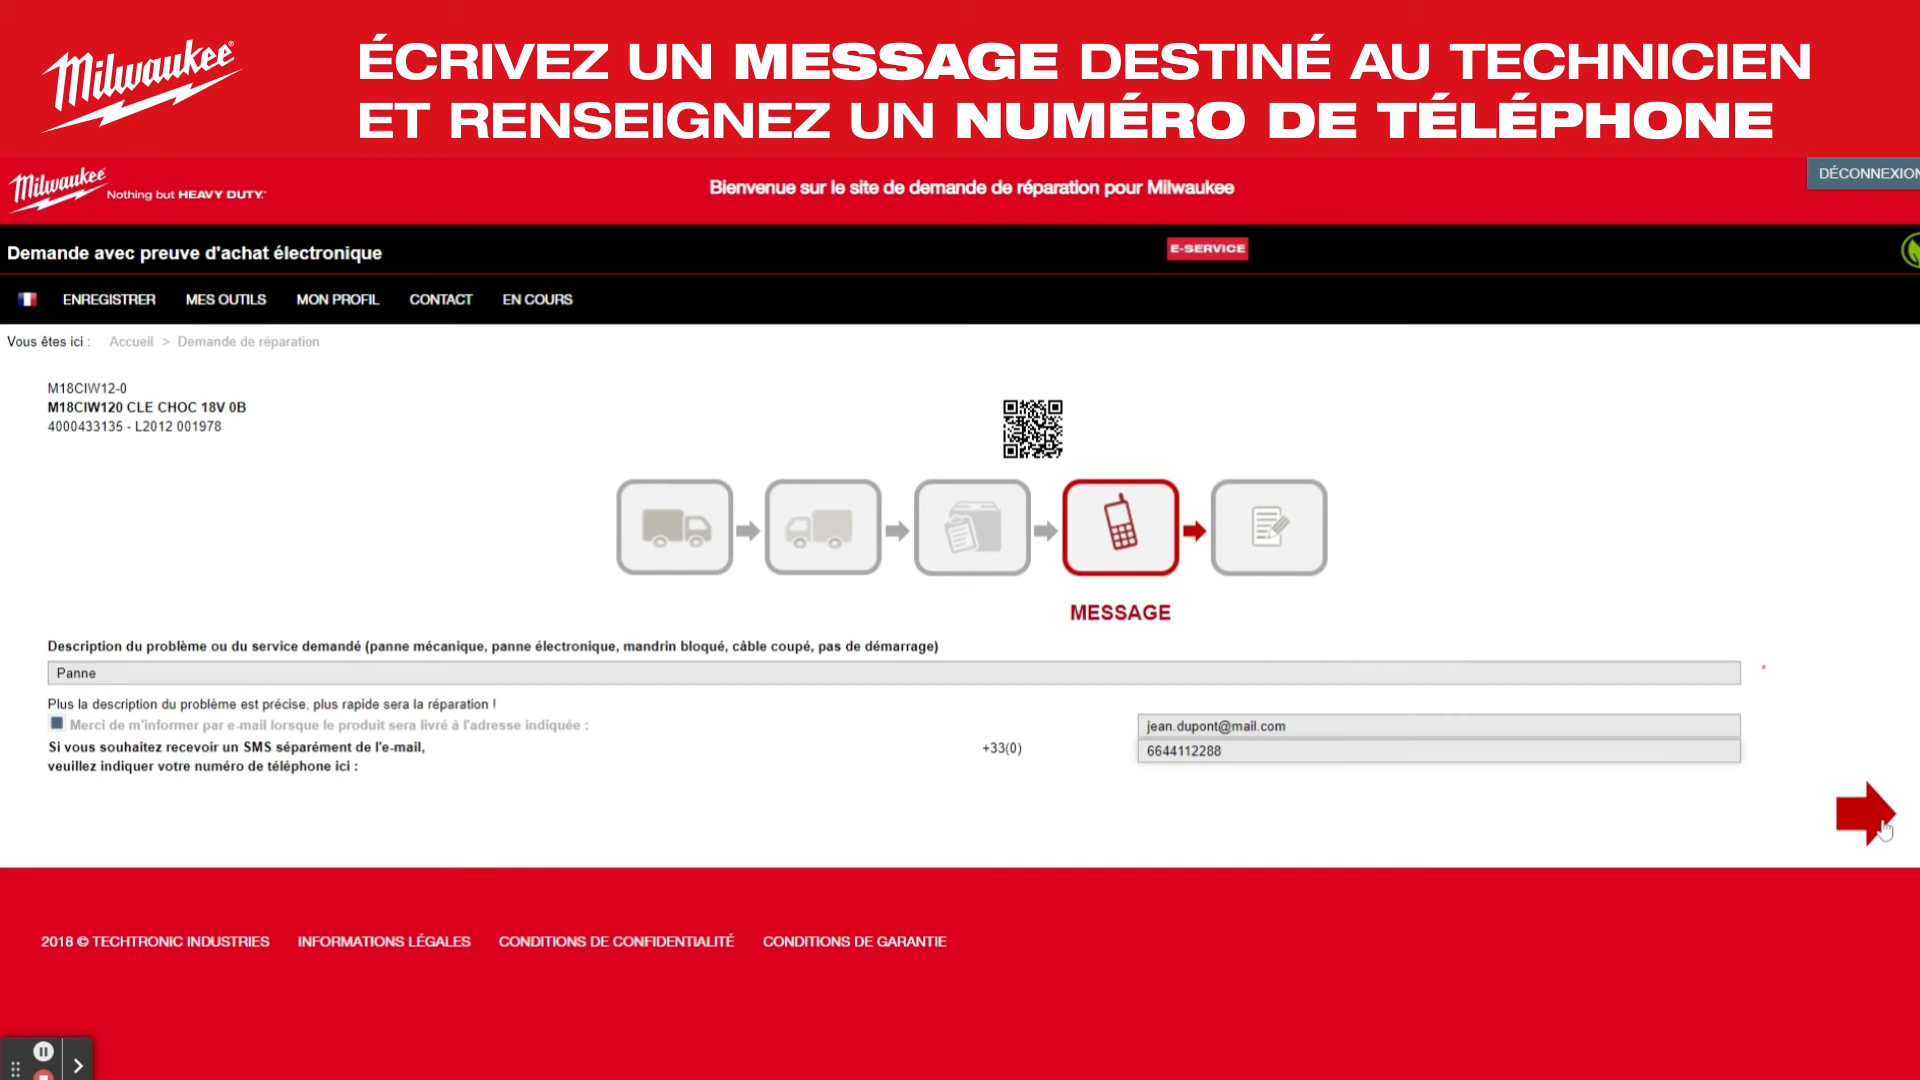 Milwaukee
ÉCRIVEZ UN MESSAGE DESTINÉ AU TECHNICIEN
ET RENSEIGNEZ UN NUMÉRO DE TÉLÉPHONE
Milwaukee
Nothing but HEAVY DUTY.
Bienvenue sur le site de demande de réparation pour Milwaukee
DÉCONNEXION
Demande avec preuve d'achat électronique
E-SERVICE
ENREGISTRER MES OUTILS MON PROFIL CONTACT EN COURS
Vous êtes ici : Accueil > Demande de réparation
M18CIW12-0
M18CIW120 CLE CHOC 18V 0B
4000433135 - L2012 001978
MESSAGE
Description du problème ou du service demandé (panne mécanique, panne électronique, mandrin bloqué, câble coupé, pas de démarrage)
Panne *
Plus la description du problème est précise, plus rapide sera la réparation !
Merci de m'informer par e-mail lorsque le produit sera livré à l'adresse indiquée : jean.dupont@mail.com
Si vous souhaitez recevoir un SMS séparément de l'e-mail, +33(0) 6644112288
veuillez indiquer votre numéro de téléphone ici :
2018 © TECHTRONIC INDUSTRIES INFORMATIONS LÉGALES CONDITIONS DE CONFIDENTIALITÉ CONDITIONS DE GARANTIE